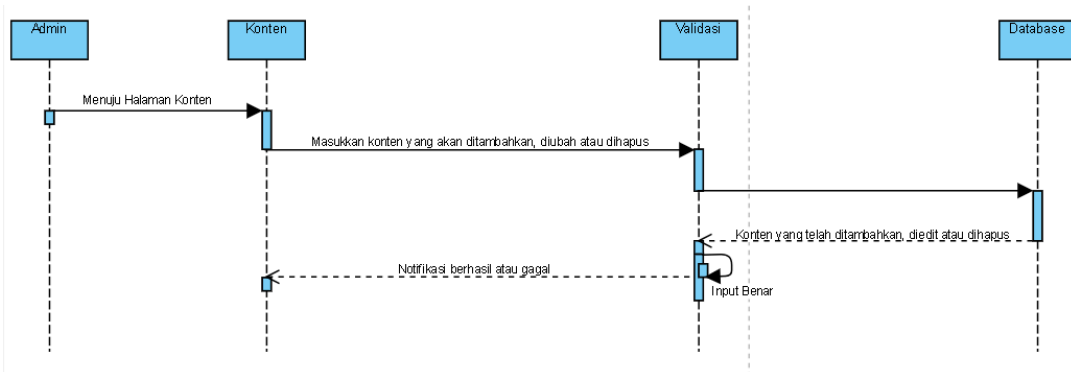 Admin
Konten
Validasi
Database
Menuju Halaman Konten
Masukkan konten yang akan ditambahkan, diubah atau dihapus
Konten yang telah ditambahkan, diedit atau dihapus
Notifikasi berhasil atau gagal
Input Benar